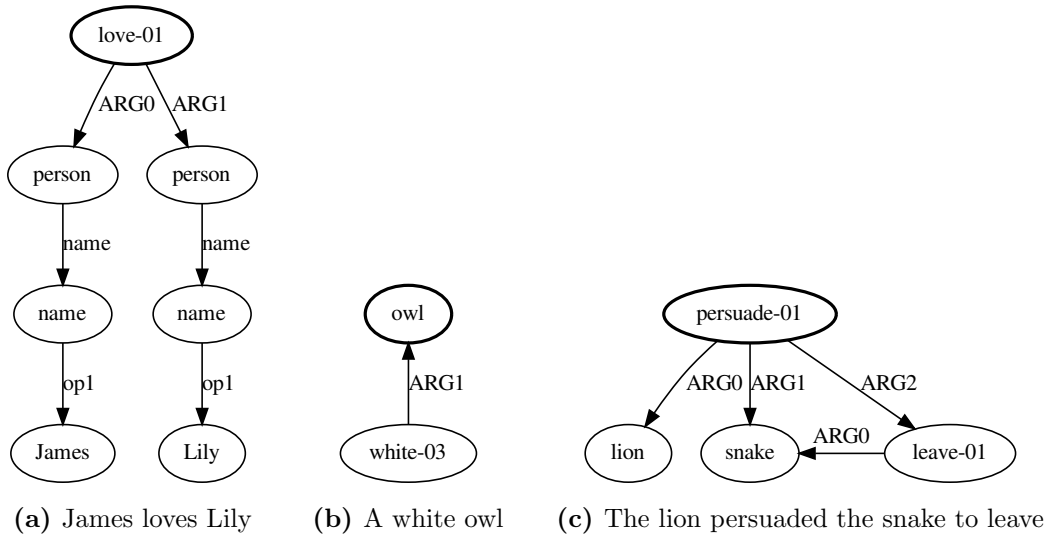 love-01
ARG0 ARG1
person person
name name
name name
owl persuade-01
op1 op1 ARG1 ARG0 ARG1 ARG2
ARG0
James Lily white-03 lion snake leave-01
(a) James loves Lily (b) A white owl (c) The lion persuaded the snake to leave